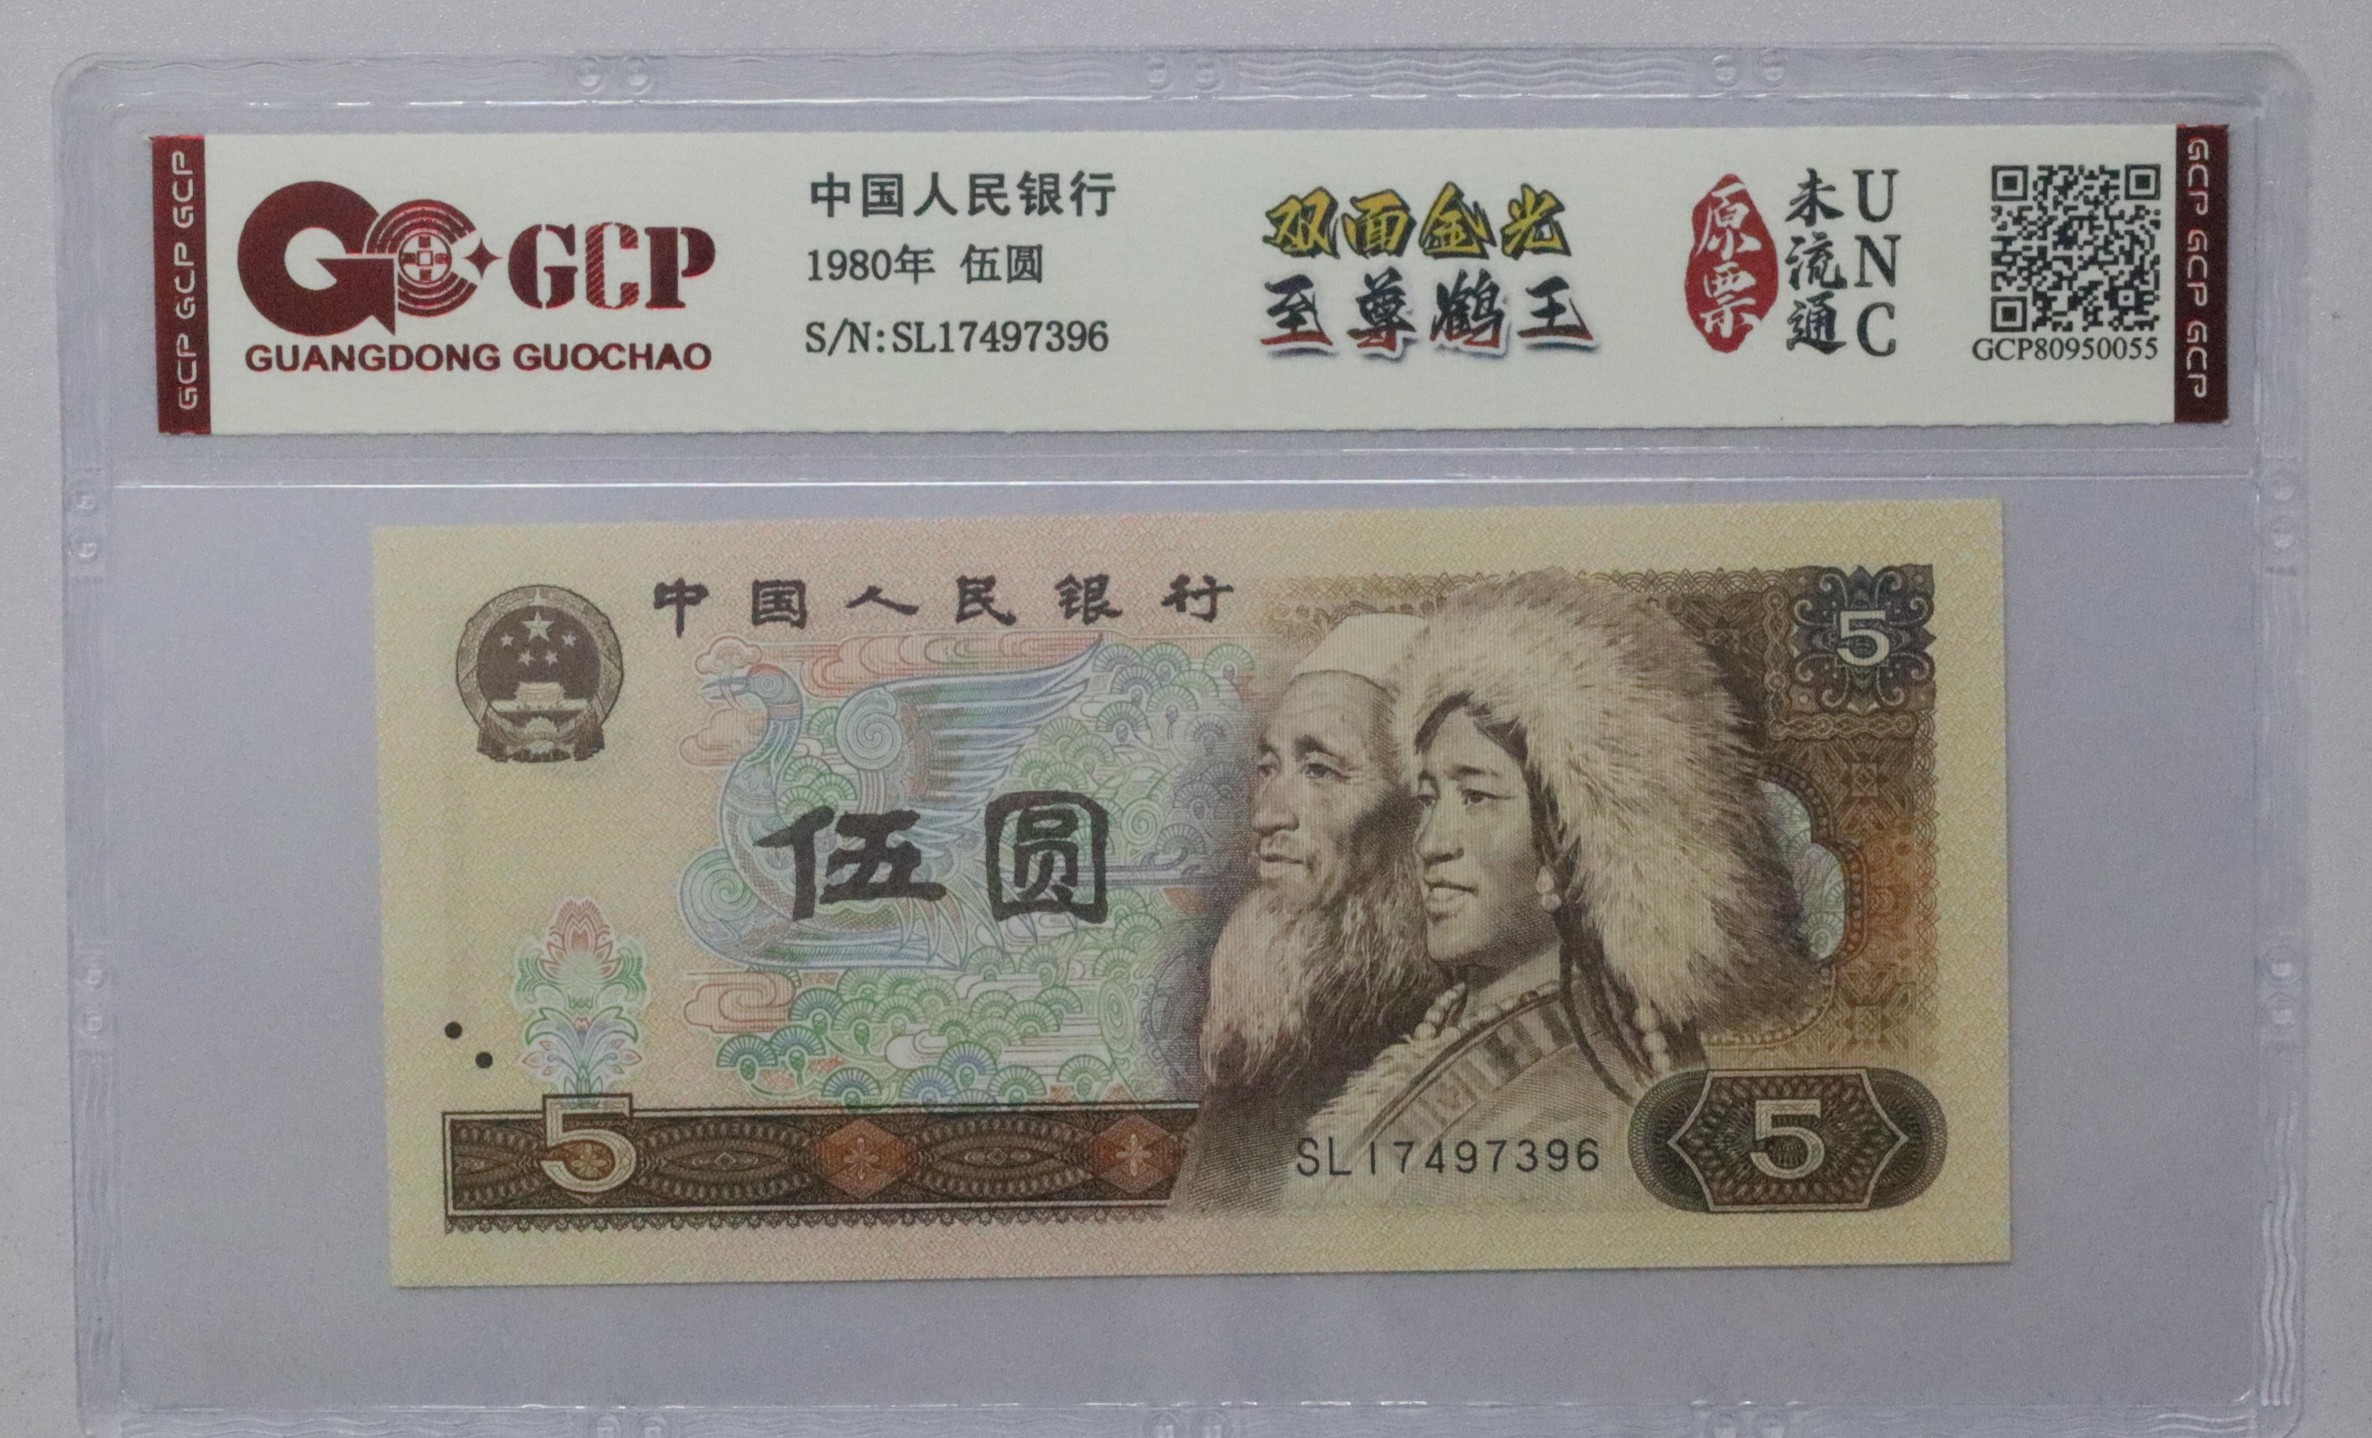 GCP GCP GCP
GCP
GUANGDONG GUOCHAO
中国人民银行
1980年 伍圆
S/N:SL17497396
双面金光
至尊鹤王
原票
未流通
UNC
GCP80950055
GCP GCP GCP
中国人民银行
5
伍圆
5
SL17497396
5